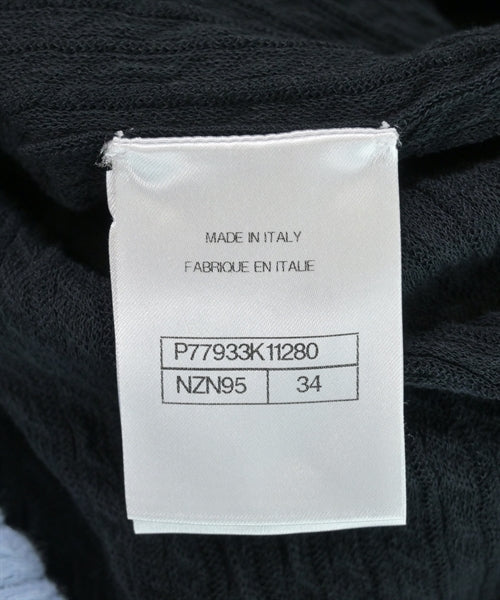 MADE IN ITALY
FABRIQUE EN ITALIE
P77933K11280
NZN95 34